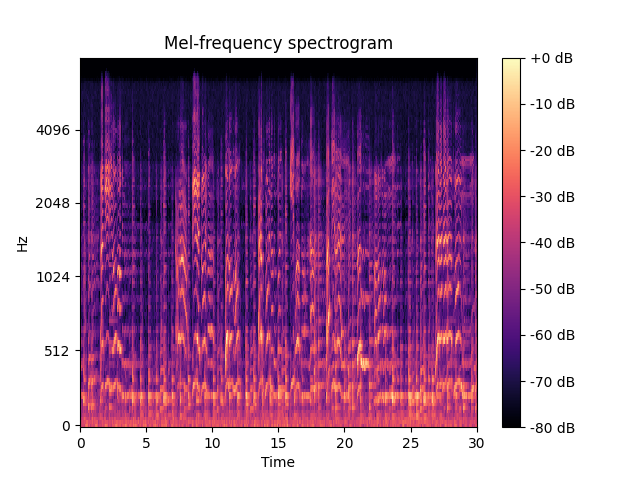 Mel-frequency spectrogram
+0 dB
-10 dB
-20 dB
-30 dB
-40 dB
-50 dB
-60 dB
-70 dB
-80 dB
Hz
4096
2048
1024
512
0
0 5 10 15 20 25 30
Time